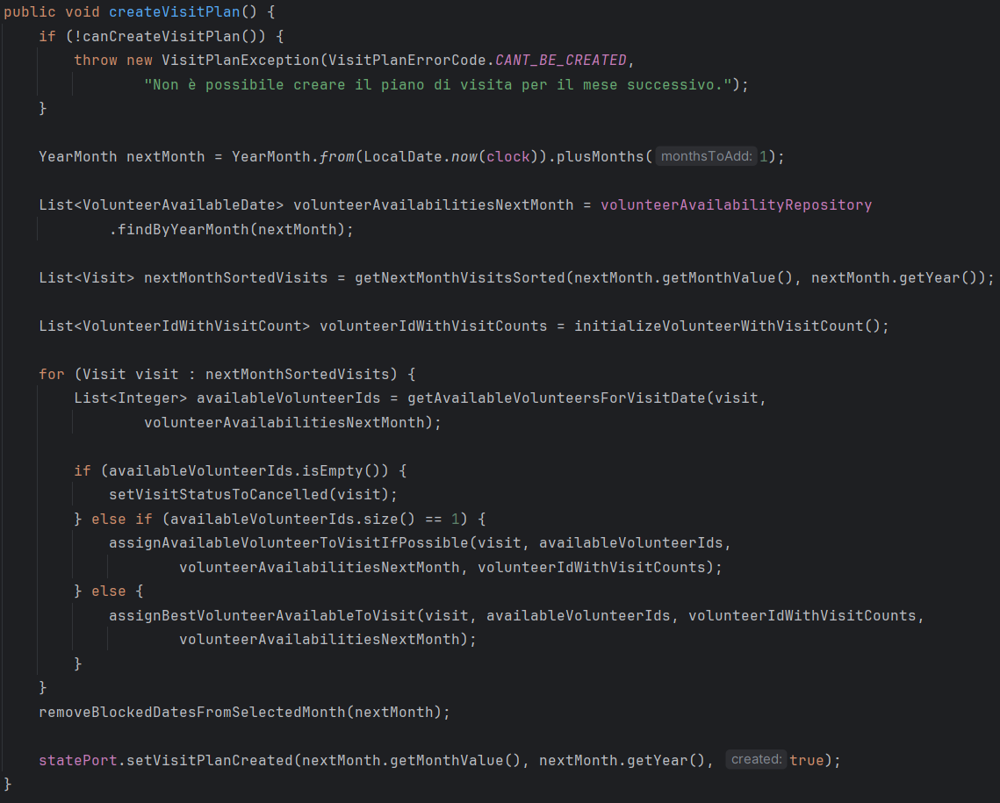 public void createVisitPlan() {
if (!canCreateVisitPlan()) {
throw new VisitPlanException(VisitPlanErrorCode.CANT_BE_CREATED,
"Non è possibile creare il piano di visita per il mese successivo.");
}
YearMonth nextMonth = YearMonth.from(LocalDate.now(clock)).plusMonths( monthsToAdd: 1);
List<VolunteerAvailableDate> volunteerAvailabilitiesNextMonth = volunteerAvailabilityRepository
.findByYearMonth(nextMonth);
List<Visit> nextMonthSortedVisits = getNextMonthVisitsSorted(nextMonth.getMonthValue(), nextMonth.getYear());
List<VolunteerIdWithVisitCount> volunteerIdWithVisitCounts = initializeVolunteerWithVisitCount();
for (Visit visit : nextMonthSortedVisits) {
List<Integer> availableVolunteerIds = getAvailableVolunteersForVisitDate(visit,
volunteerAvailabilitiesNextMonth);
if (availableVolunteerIds.isEmpty()) {
setVisitStatusToCancelled(visit);
} else if (availableVolunteerIds.size() == 1) {
assignAvailableVolunteerToVisitIfPossible(visit, availableVolunteerIds,
volunteerAvailabilitiesNextMonth, volunteerIdWithVisitCounts);
} else {
assignBestVolunteerAvailableToVisit(visit, availableVolunteerIds, volunteerIdWithVisitCounts,
volunteerAvailabilitiesNextMonth);
}
}
removeBlockedDatesFromSelectedMonth(nextMonth);
statePort.setVisitPlanCreated(nextMonth.getMonthValue(), nextMonth.getYear(), created: true);
}